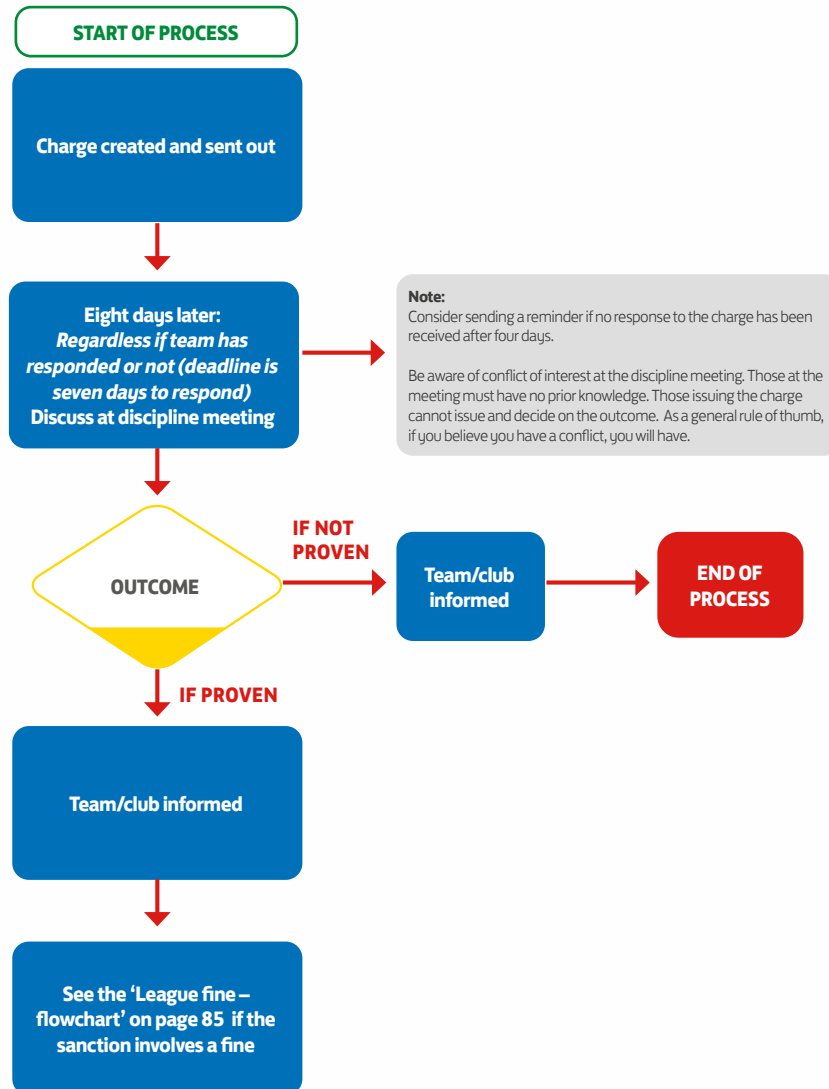 START OF PROCESS
Charge created and sent out
Eight days later:
Regardless if team has
responded or not (deadline is
seven days to respond)
Discuss at discipline meeting
Note:
Consider sending a reminder if no response to the charge has been
received after four days.
Be aware of conflict of interest at the discipline meeting. Those at the
meeting must have no prior knowledge. Those issuing the charge
cannot issue and decide on the outcome. As a general rule of thumb,
if you believe you have a conflict, you will have.
OUTCOME
IF NOT
PROVEN
Team/club
informed
END OF
PROCESS
IF PROVEN
Team/club informed
See the ‘League fine –
flowchart’ on page 85 if the
sanction involves a fine